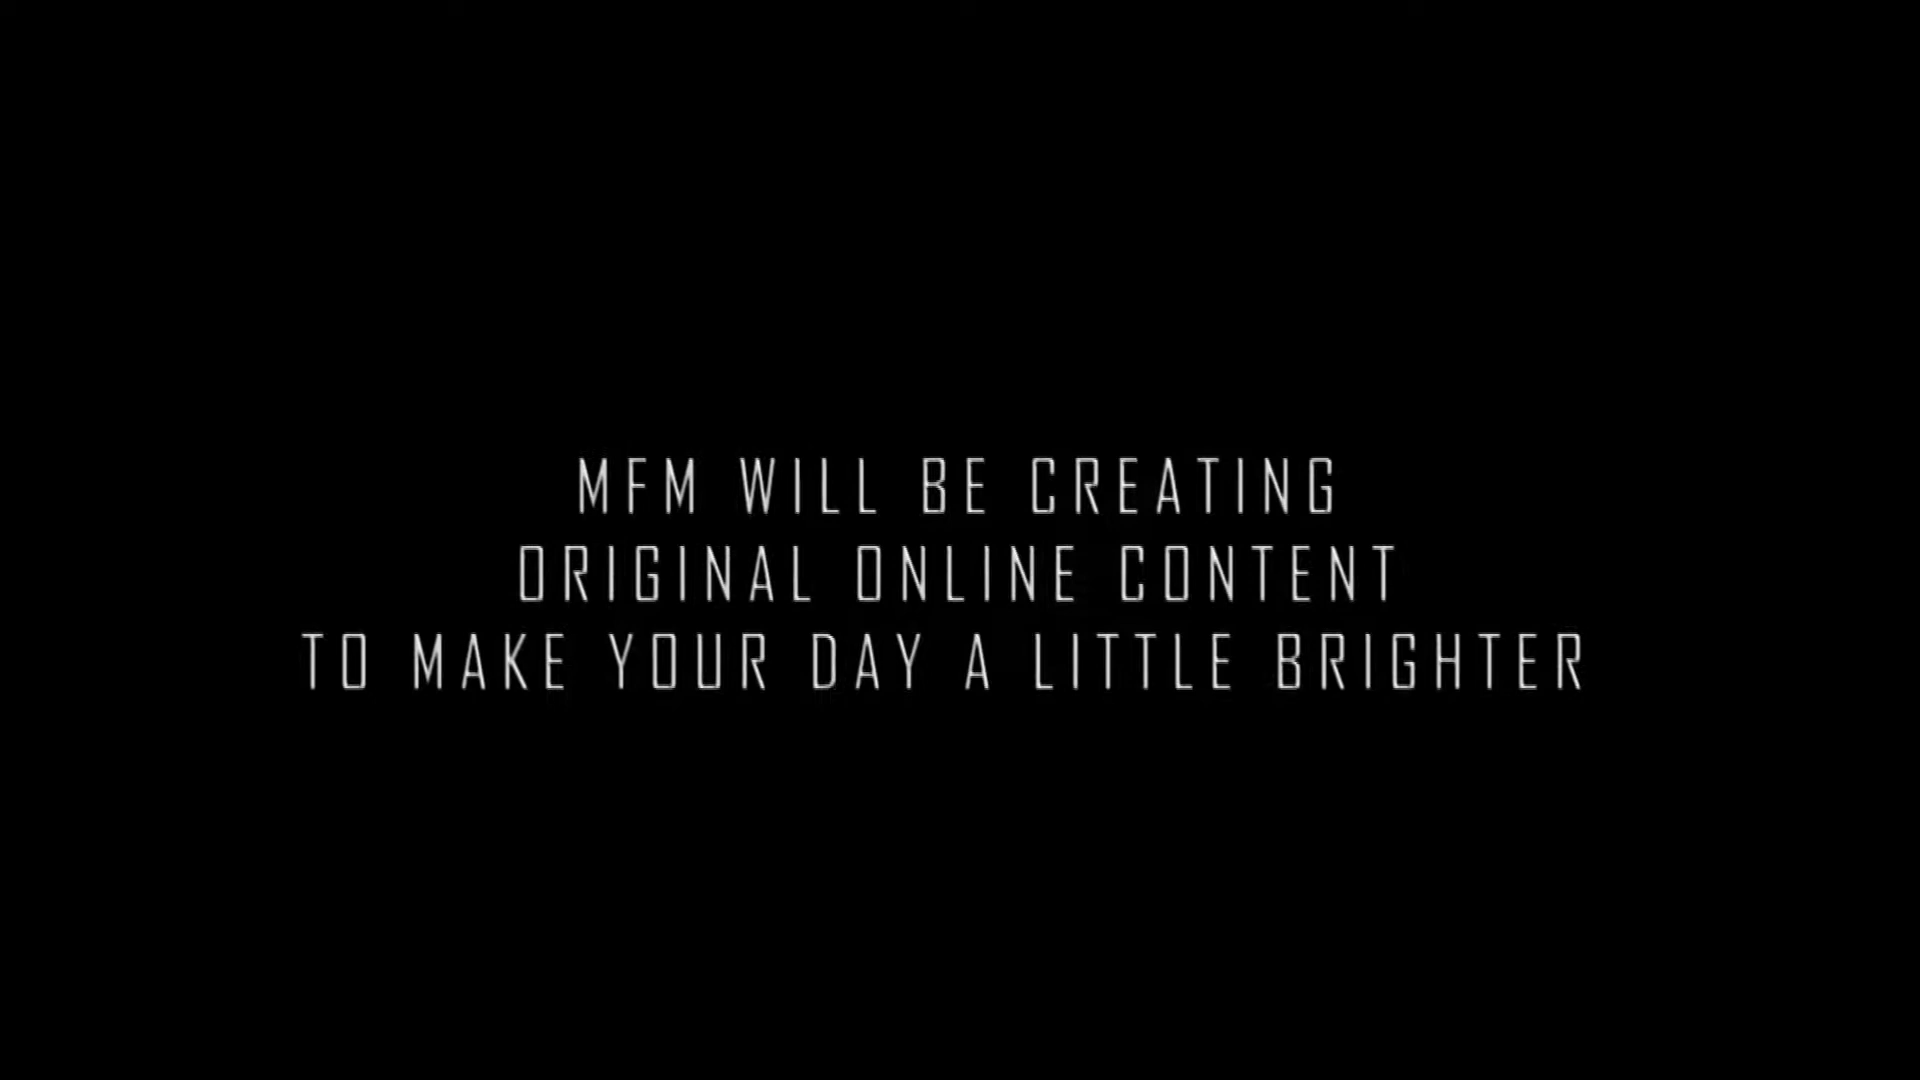 MFM WILL BE CREATING
ORIGINAL ONLINE CONTENT
TO MAKE YOUR DAY A LITTLE BRIGHTER